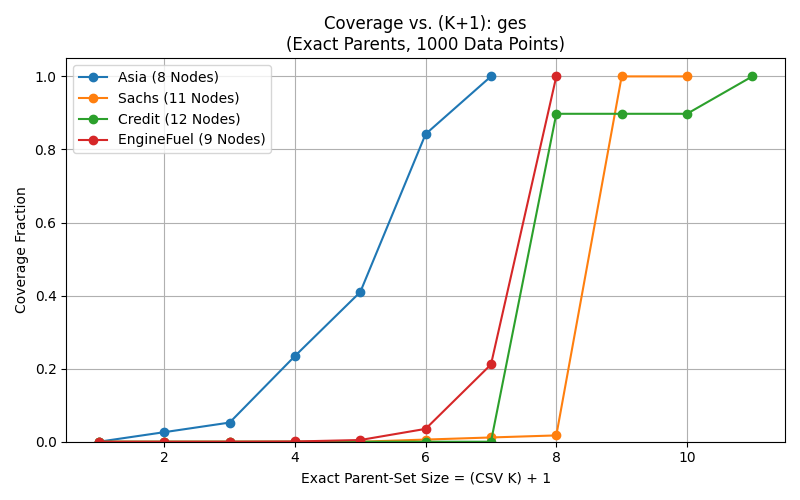 Coverage vs. (K+1): ges
(Exact Parents, 1000 Data Points)
Asia (8 Nodes)
Sachs (11 Nodes)
Credit (12 Nodes)
EngineFuel (9 Nodes)
Coverage Fraction
1.0
0.8
0.6
0.4
0.2
0.0
2 4 6 8 10
Exact Parent-Set Size = (CSV K) + 1